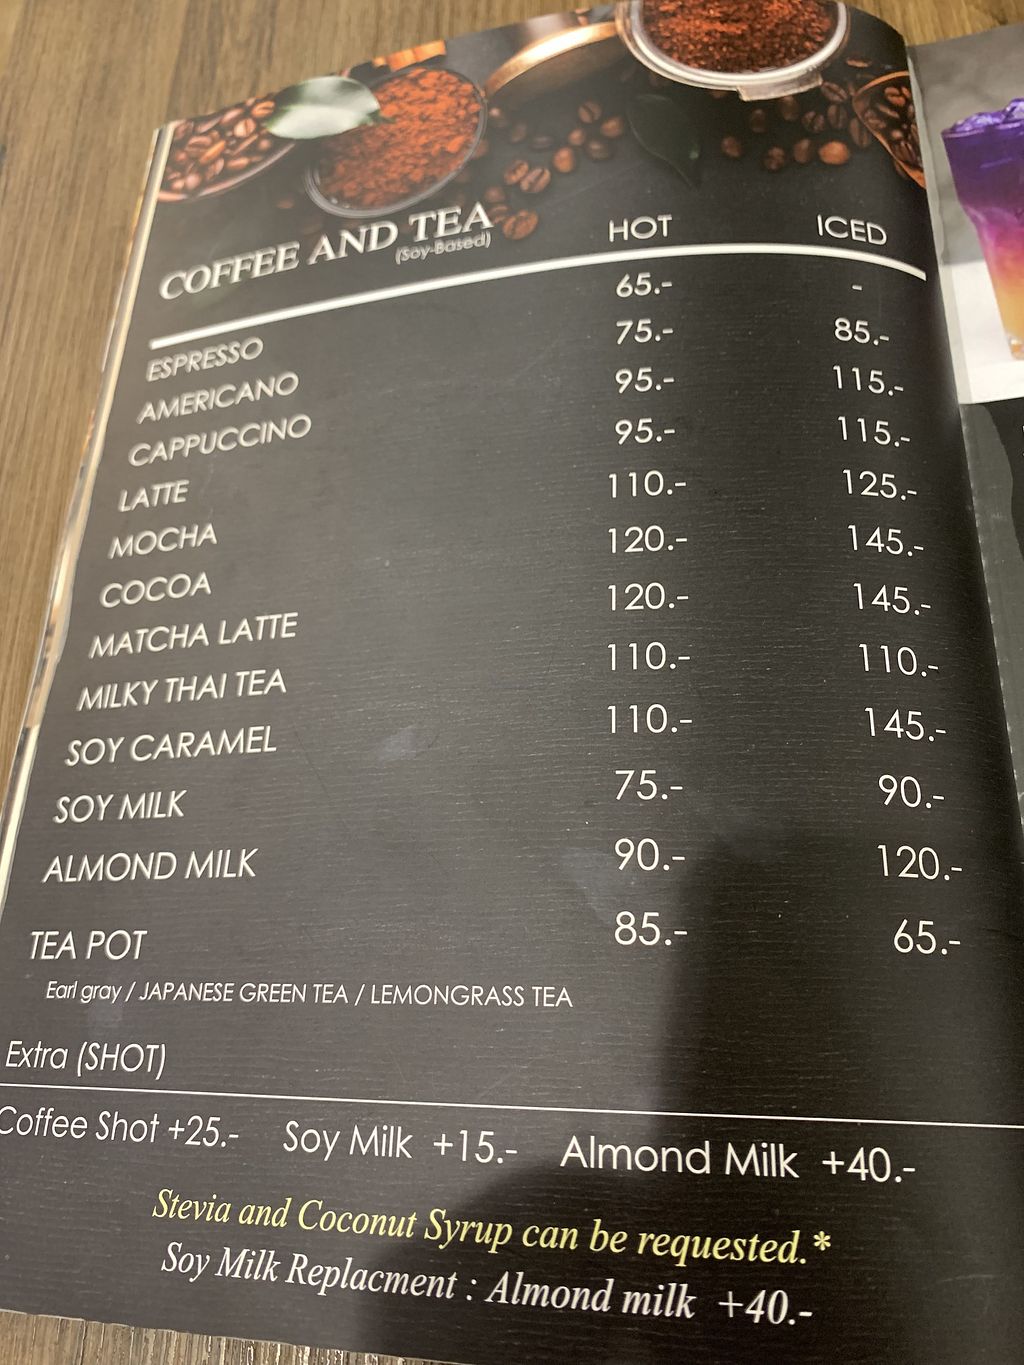 COFFEE AND TEA HOT ICED
(Soy-Based)
ESPRESSO 65.- -
AMERICANO 75.- 85.-
CAPPUCCINO 95.- 115.-
LATTE 95.- 115.-
MOCHA 110.- 125.-
COCOA 120.- 145.-
MATCHA LATTE 120.- 145.-
MILKY THAI TEA 110.- 110.-
SOY CARAMEL 110.- 145.-
SOY MILK 75.- 90.-
ALMOND MILK 90.- 120.-
TEA POT 85.- 65.-
Earl gray / JAPANESE GREEN TEA / LEMONGRASS TEA
Extra (SHOT)
Coffee Shot +25.- Soy Milk +15.- Almond Milk +40.-
Stevia and Coconut Syrup can be requested.*
Soy Milk Replacment : Almond milk +40.-